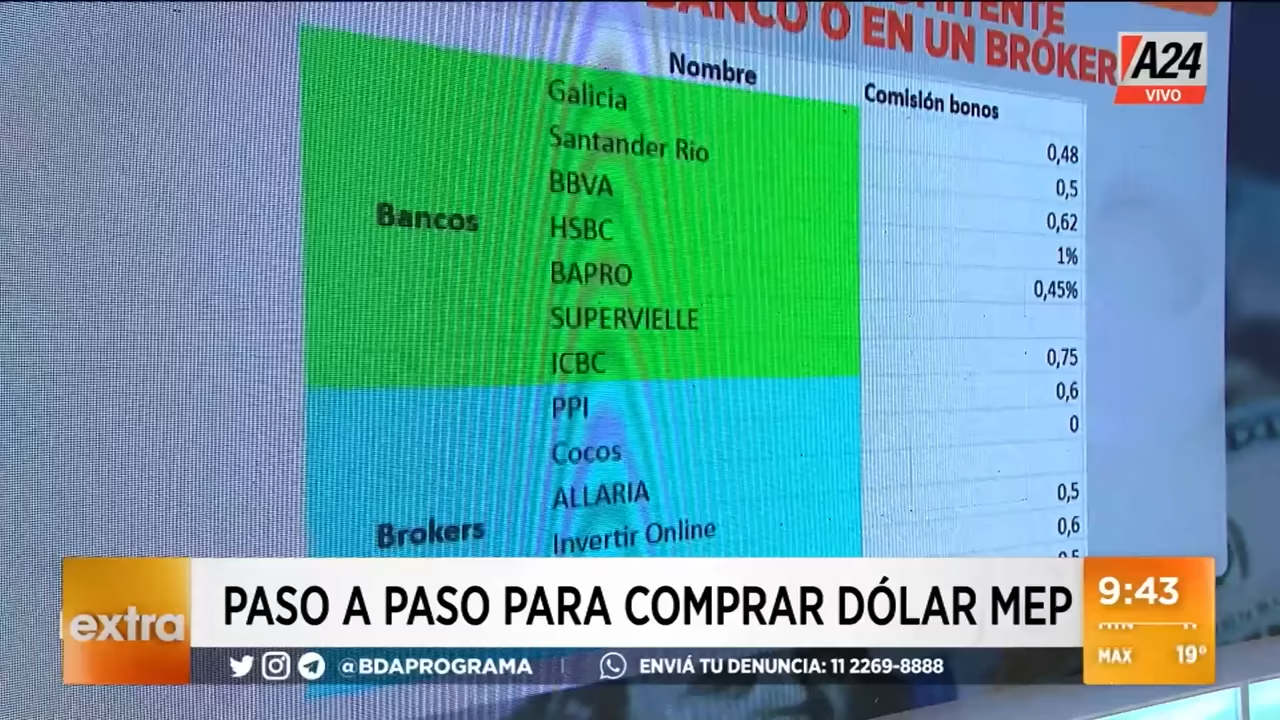 BANCO O EN UN BRÓKER
A24
VIVO
Nombre
Comisión bonos
Galicia
0,48
Santander Rio
0,5
BBVA
0,62
Bancos
HSBC
1%
BAPRO
0,45%
SUPERVIELLE
ICBC
0,75
PPI
0,6
Cocos
0
ALLARIA
0,5
Brokers
Invertir Online
0,6
extra
PASO A PASO PARA COMPRAR DÓLAR MEP
9:43
MAX 19°
@BDAPROGRAMA
ENVIÁ TU DENUNCIA: 11 2269-8888